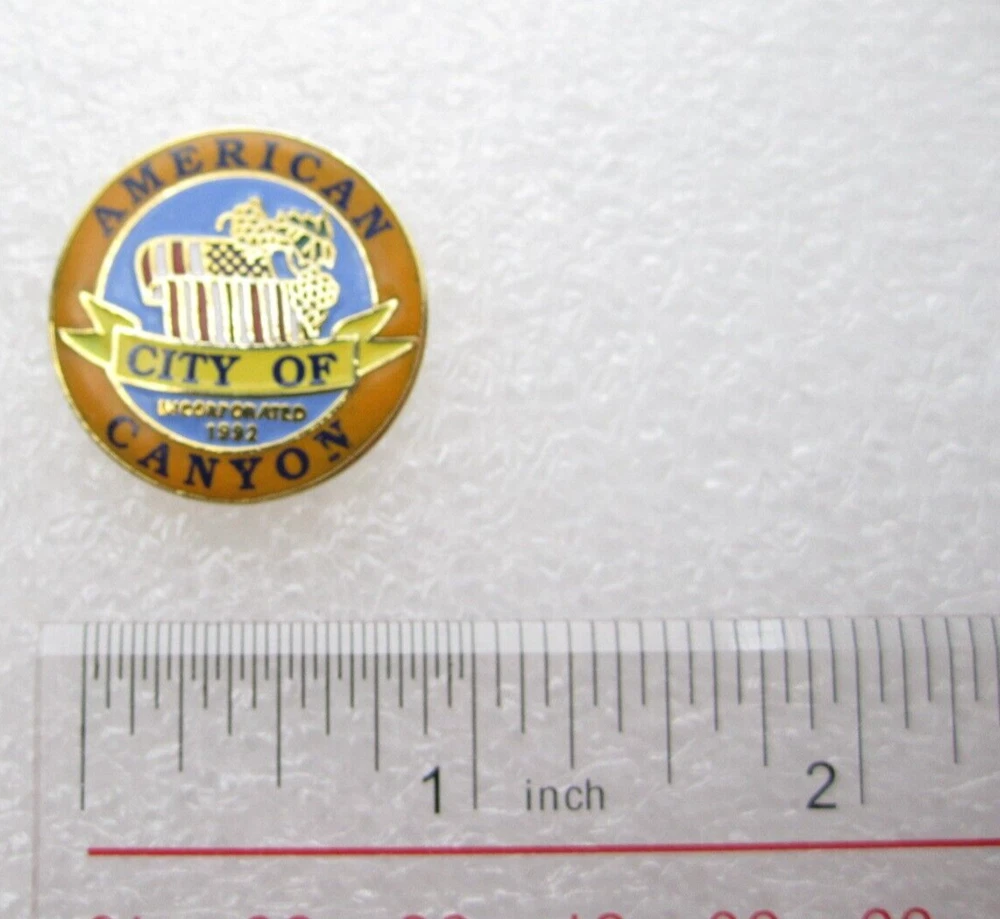 AMERICAN
CITY OF
INCORPORATED
1992
CANYON
1 inch 2